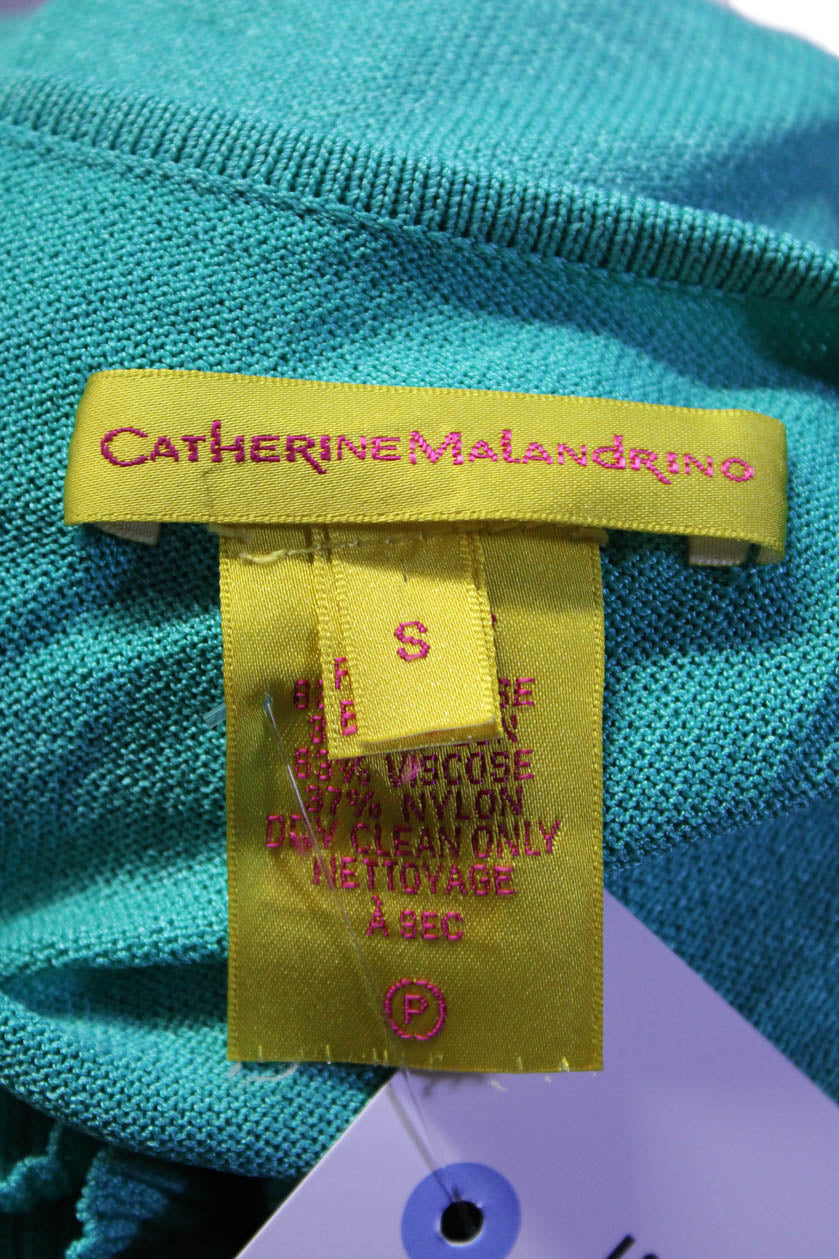 CATHERINE MALANDRINO
S
63% VISCOSE
37% NYLON
DRY CLEAN ONLY
NETTOYAGE
À SEC
P